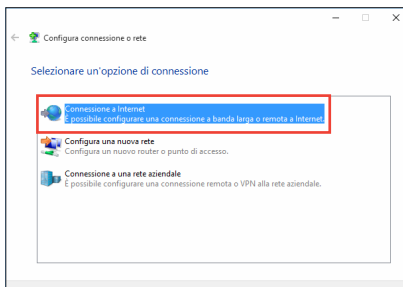 Configura connessione o rete
Selezionare un'opzione di connessione
Connessione a Internet
È possibile configurare una connessione a banda larga o remota a Internet.
Configura una nuova rete
Configura un nuovo router o punto di accesso.
Connessione a una rete aziendale
È possibile configurare una connessione remota o VPN alla rete aziendale.